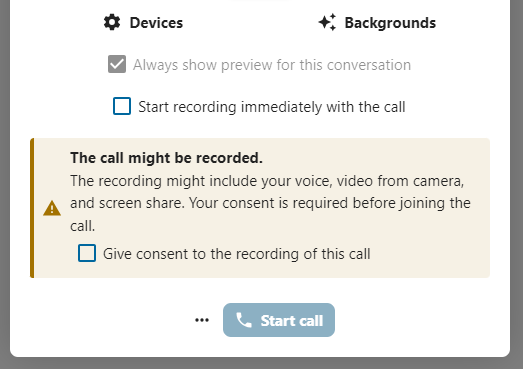 Devices
Backgrounds
Always show preview for this conversation
Start recording immediately with the call
The call might be recorded.
The recording might include your voice, video from camera,
and screen share. Your consent is required before joining the
call.
Give consent to the recording of this call
Start call